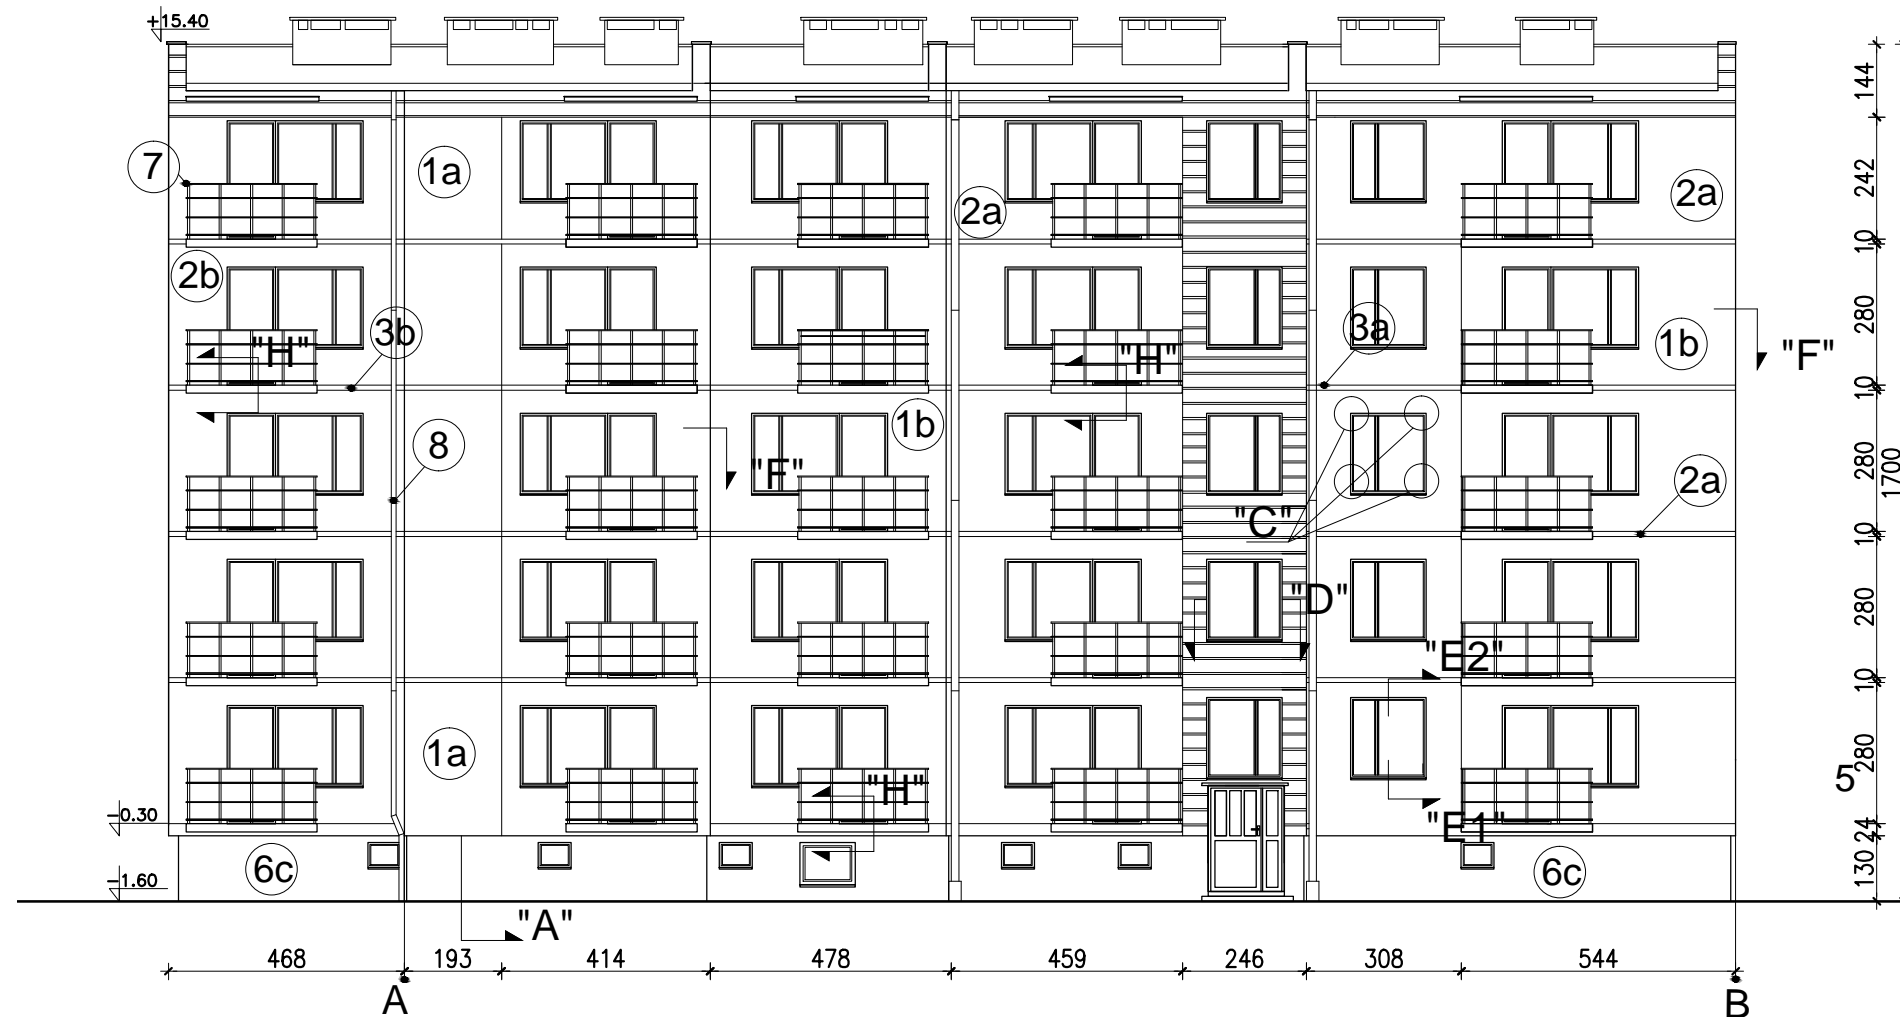 +15.40
144
7
1a
2a
2a
242
10
2b
3b
3a
1b
280
"H"
"H"
"F"
10
1b
8
"F"
2a
280
1700
"C"
10
"D"
280
"E2"
10
1a
"H"
280
5
-0.30
"E1"
24
6c
6c
130
-1.60
"A"
468
193
414
478
459
246
308
544
A
B